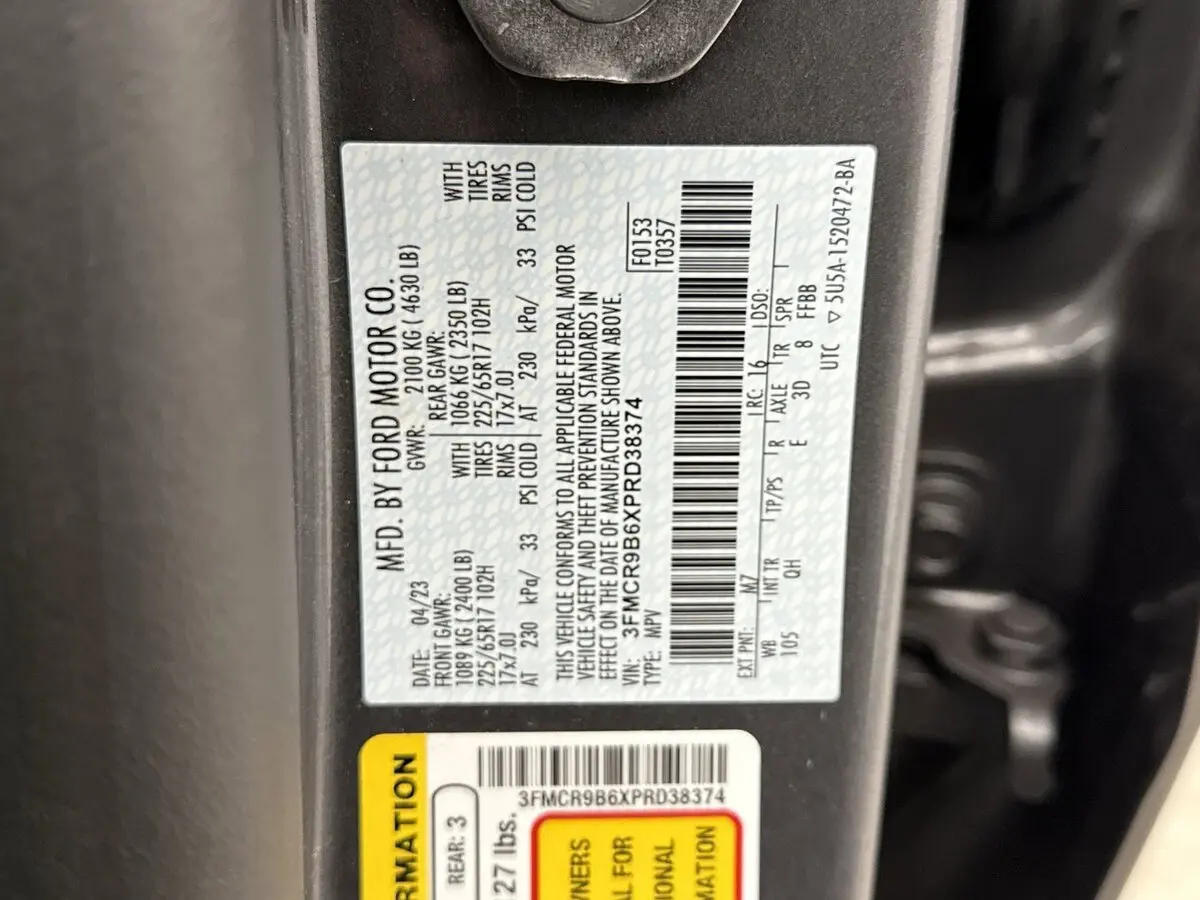 MFD. BY FORD MOTOR CO.
DATE: 04/23 GVWR: 2100 KG ( 4630 LB)
FRONT GAWR: REAR GAWR:
1089 KG ( 2400 LB) WITH 1066 KG ( 2350 LB) WITH
225/65R17 102H TIRES 225/65R17 102H TIRES
17x7.0J RIMS 17x7.0J RIMS
AT 230 kPa/ 33 PSI COLD AT 230 kPa/ 33 PSI COLD
THIS VEHICLE CONFORMS TO ALL APPLICABLE FEDERAL MOTOR
VEHICLE SAFETY AND THEFT PREVENTION STANDARDS IN
EFFECT ON THE DATE OF MANUFACTURE SHOWN ABOVE.
VIN: 3FMCR9B6XPRD38374 F0153
TYPE: MPV T0357
EXT PNT: M7 RC: 16 DSO:
WB INT TR TP/PS R AXLE TR SPR
105 QH E 3D 8 FFBB
UTC ▽ 5U5A-1520472-BA
RMATION
REAR: 3
27 lbs.
3FMCR9B6XPRD38374
NERS
AL FOR
IONAL
MATION